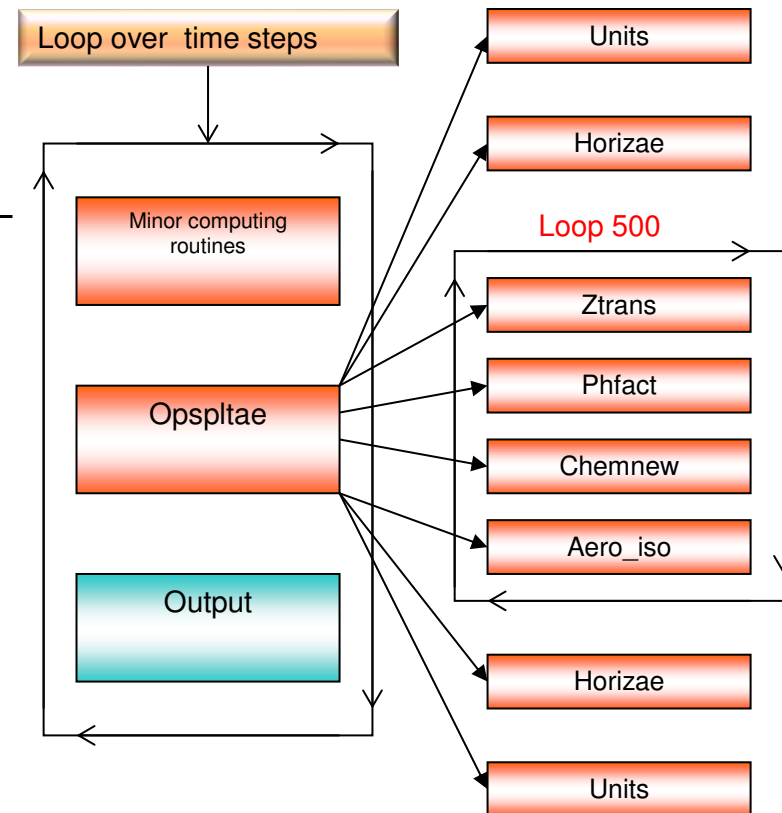 Loop over time steps
Minor computing
routines
Opspltae
Output
Units
Horizae
Loop 500
Ztrans
Phfact
Chemnew
Aero_iso
Horizae
Units